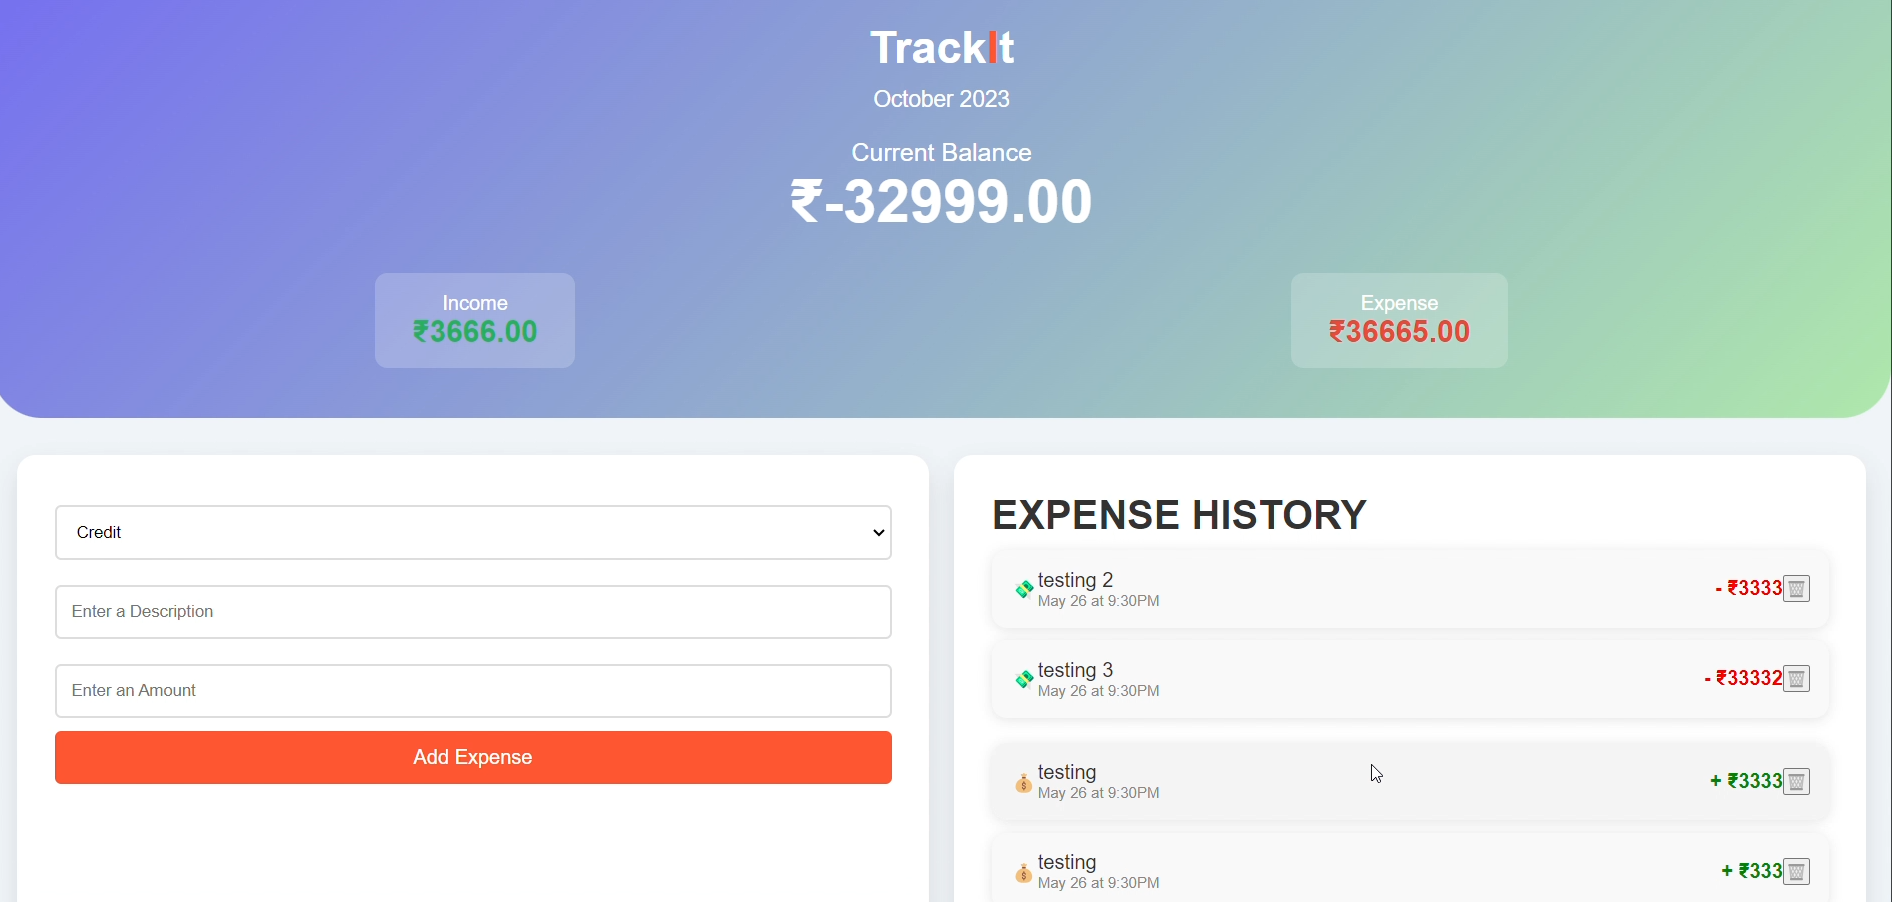 TrackIt
October 2023
Current Balance
₹-32999.00
Income
₹3666.00
Expense
₹36665.00
Credit
Enter a Description
Enter an Amount
Add Expense
EXPENSE HISTORY
testing 2
May 26 at 9:30PM
- ₹3333
testing 3
May 26 at 9:30PM
- ₹33332
testing
May 26 at 9:30PM
+ ₹3333
testing
May 26 at 9:30PM
+ ₹333